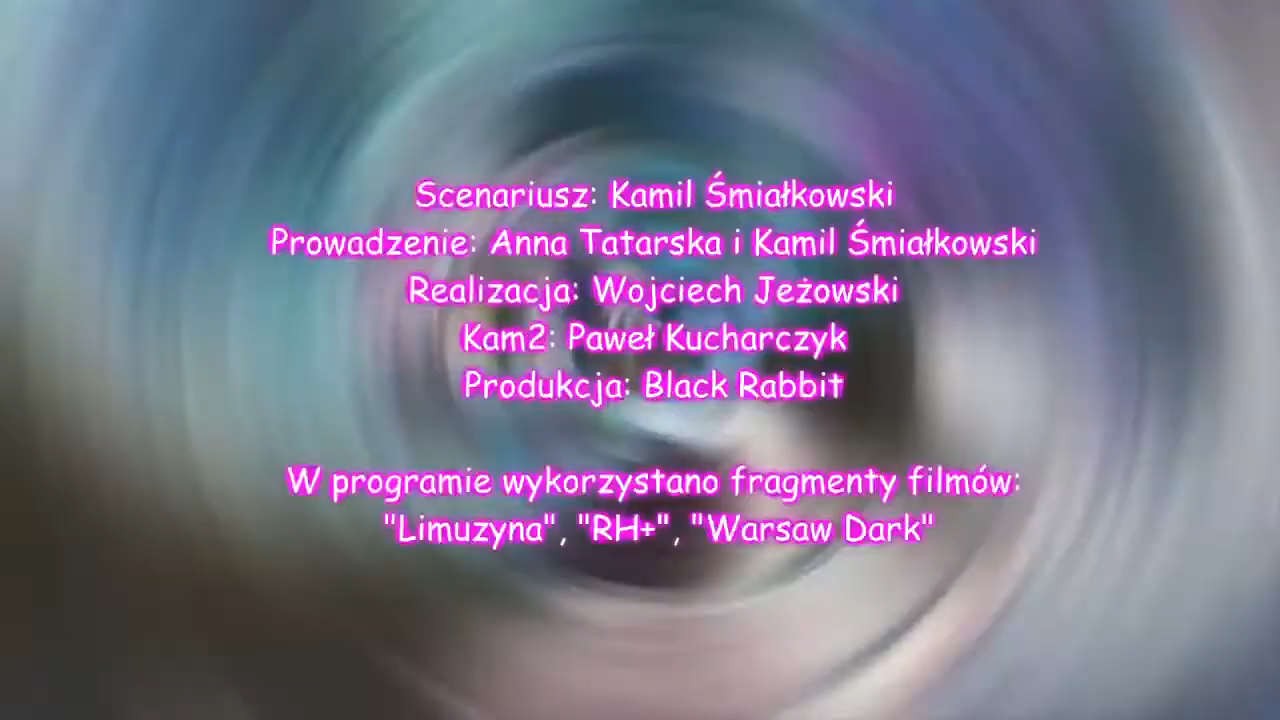 Scenariusz: Kamil Śmiałkowski
Prowadzenie: Anna Tatarska i Kamil Śmiałkowski
Realizacja: Wojciech Jeżowski
Kam2: Paweł Kucharczyk
Produkcja: Black Rabbit
W programie wykorzystano fragmenty filmów:
"Limuzyna", "RH+", "Warsaw Dark"